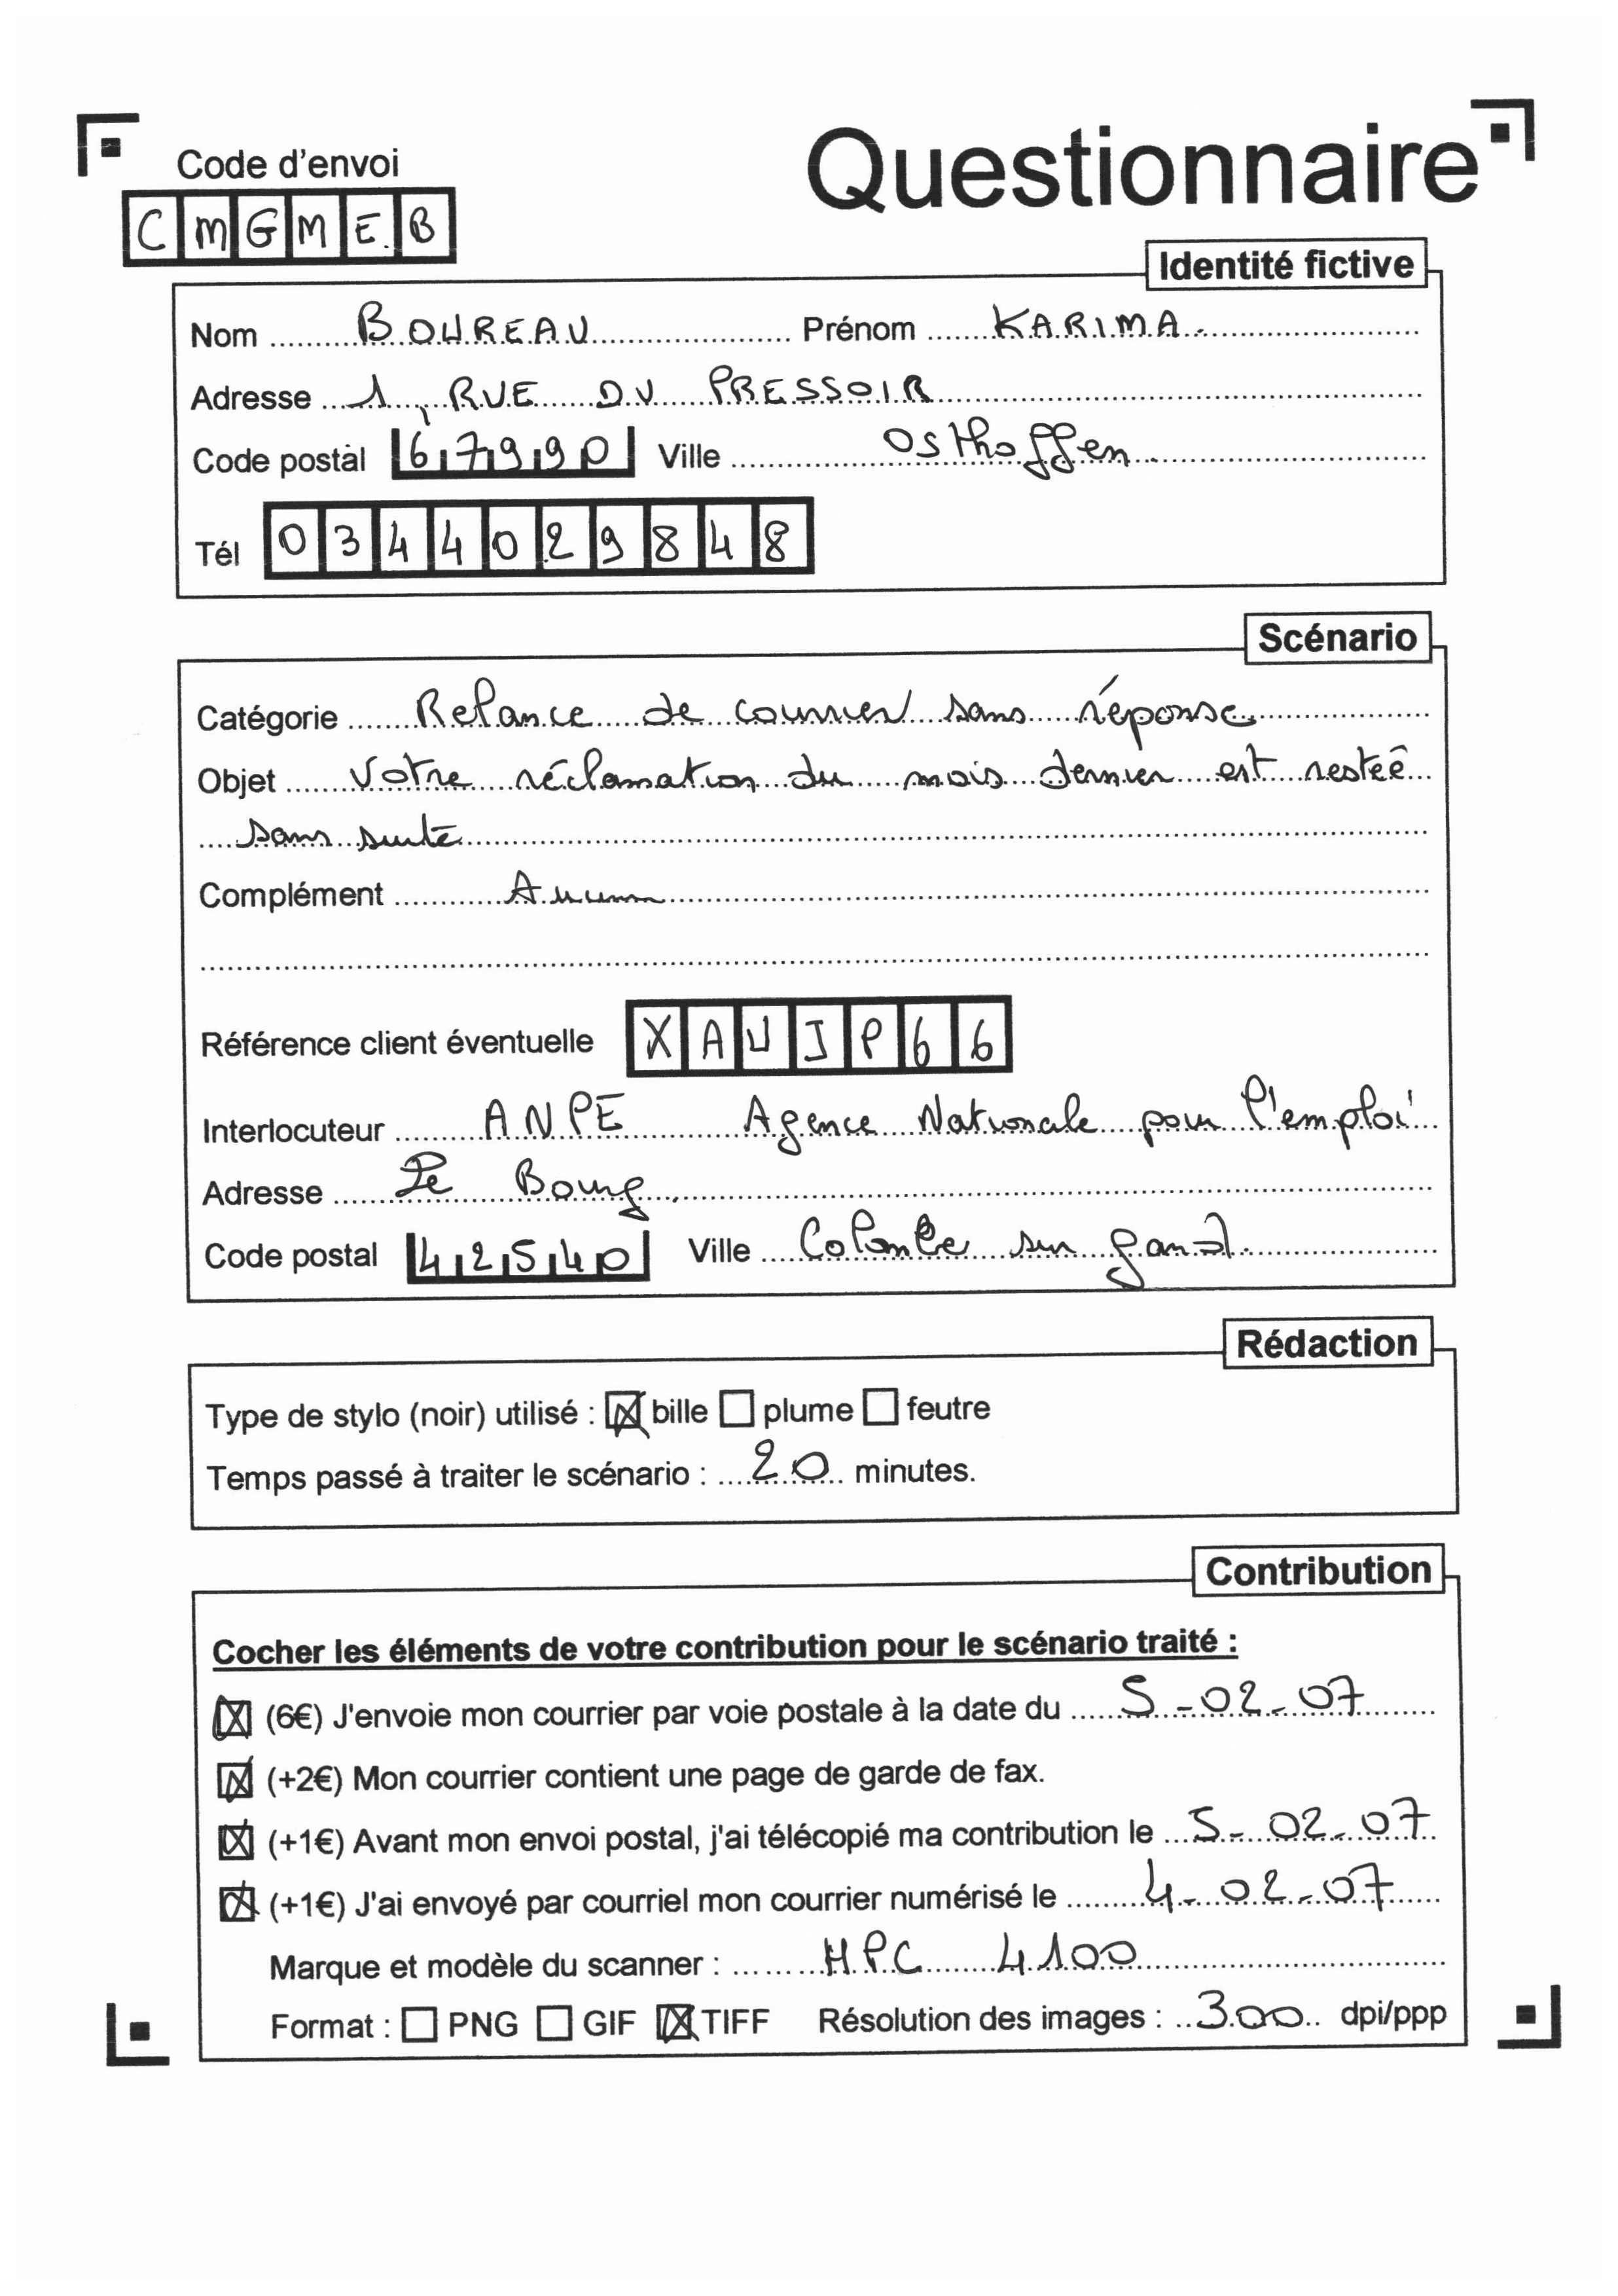 Code d'envoi
Questionnaire
CMGMEB
Identité fictive
Nom BOUREAU Prénom KARIMA.
Adresse 1, RUE DU PRESSOIR
Code postal 67990 Ville Osthoffen.
Tél 0344029848
Scénario
Catégorie Relance de courrier sans réponse
Objet Votre réclamation du mois dernier est restée
sans suite
Complément Aucun
Référence client éventuelle XAUJP66
Interlocuteur ANPE Agence Nationale pour l'emploi
Adresse Le Bourg.
Code postal 42540 Ville Colombe sur gand.
Rédaction
Type de stylo (noir) utilisé : ☒ bille ☐ plume ☐ feutre
Temps passé à traiter le scénario : 20 minutes.
Contribution
Cocher les éléments de votre contribution pour le scénario traité :
☒ (6€) J'envoie mon courrier par voie postale à la date du 5-02-07
☒ (+2€) Mon courrier contient une page de garde de fax.
☒ (+1€) Avant mon envoi postal, j'ai télécopié ma contribution le 5-02-07
☒ (+1€) J'ai envoyé par courriel mon courrier numérisé le 4-02-07
Marque et modèle du scanner : HPC 4100
Format : ☐ PNG ☐ GIF ☒ TIFF Résolution des images : 300 dpi/ppp